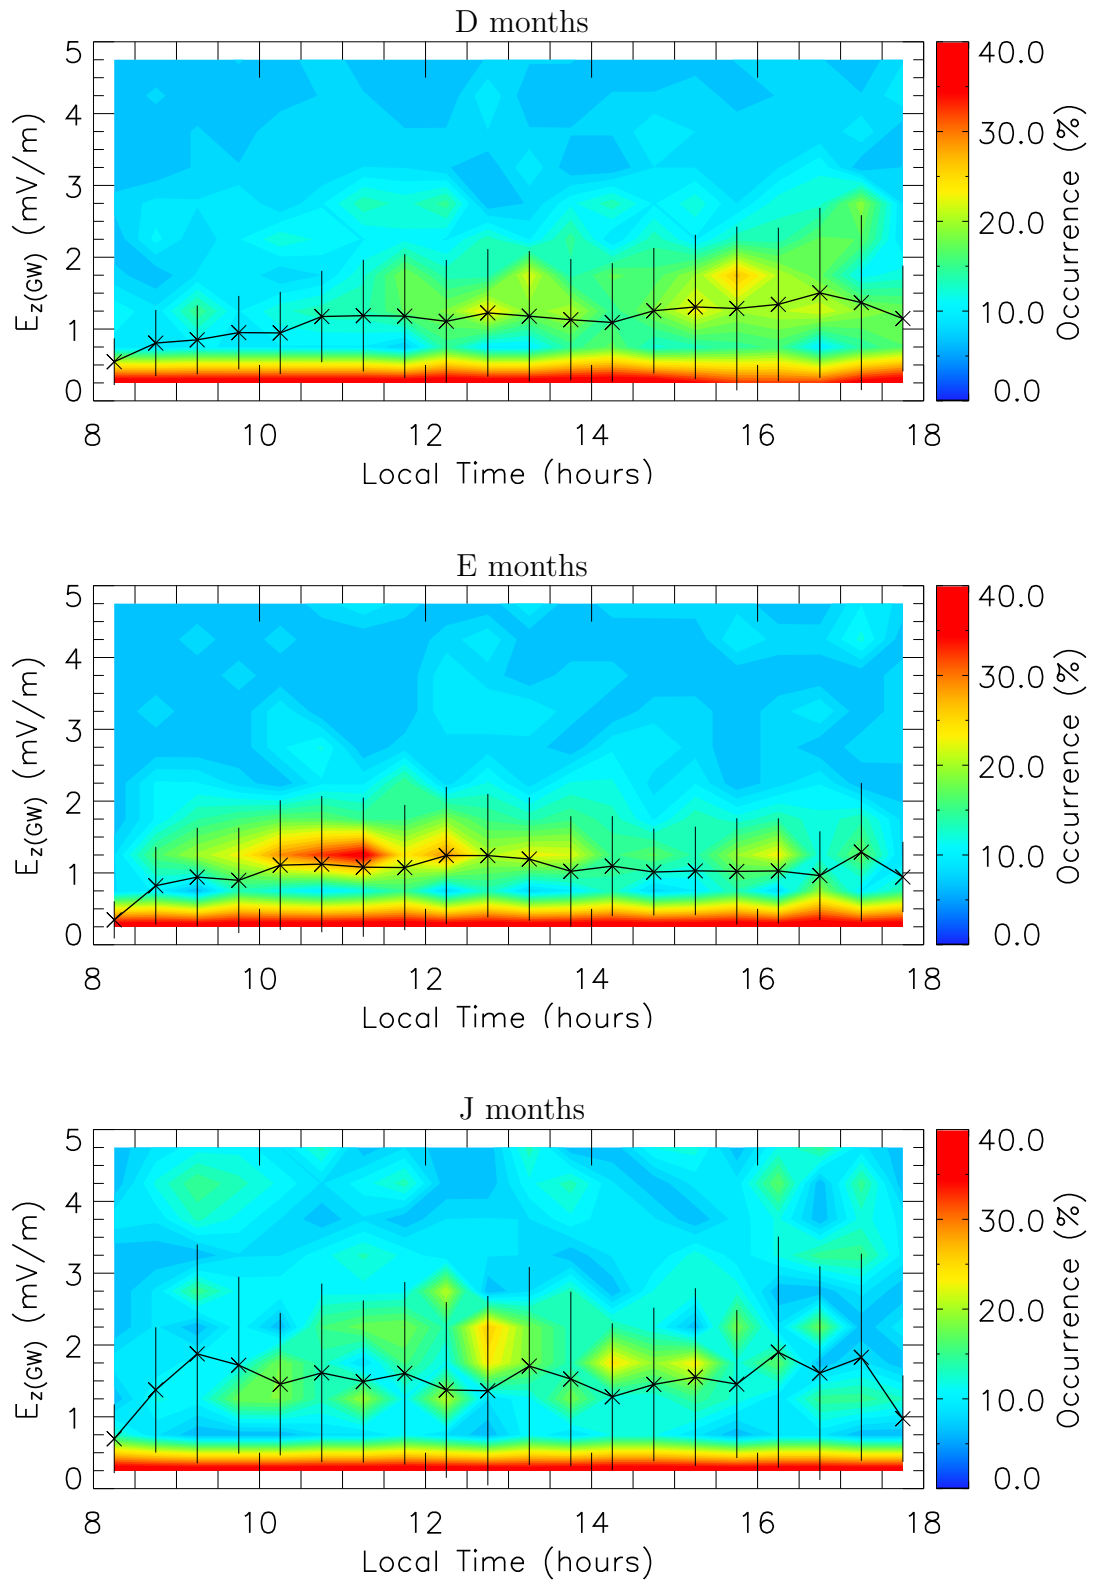 D months
5
4
3
2
1
0
E_z(GW) (mV/m)
8 10 12 14 16 18
Local Time (hours)
40.0
30.0
20.0
10.0
0.0
Occurrence (%)
E months
5
4
3
2
1
0
E_z(GW) (mV/m)
8 10 12 14 16 18
Local Time (hours)
40.0
30.0
20.0
10.0
0.0
Occurrence (%)
J months
5
4
3
2
1
0
E_z(GW) (mV/m)
8 10 12 14 16 18
Local Time (hours)
40.0
30.0
20.0
10.0
0.0
Occurrence (%)